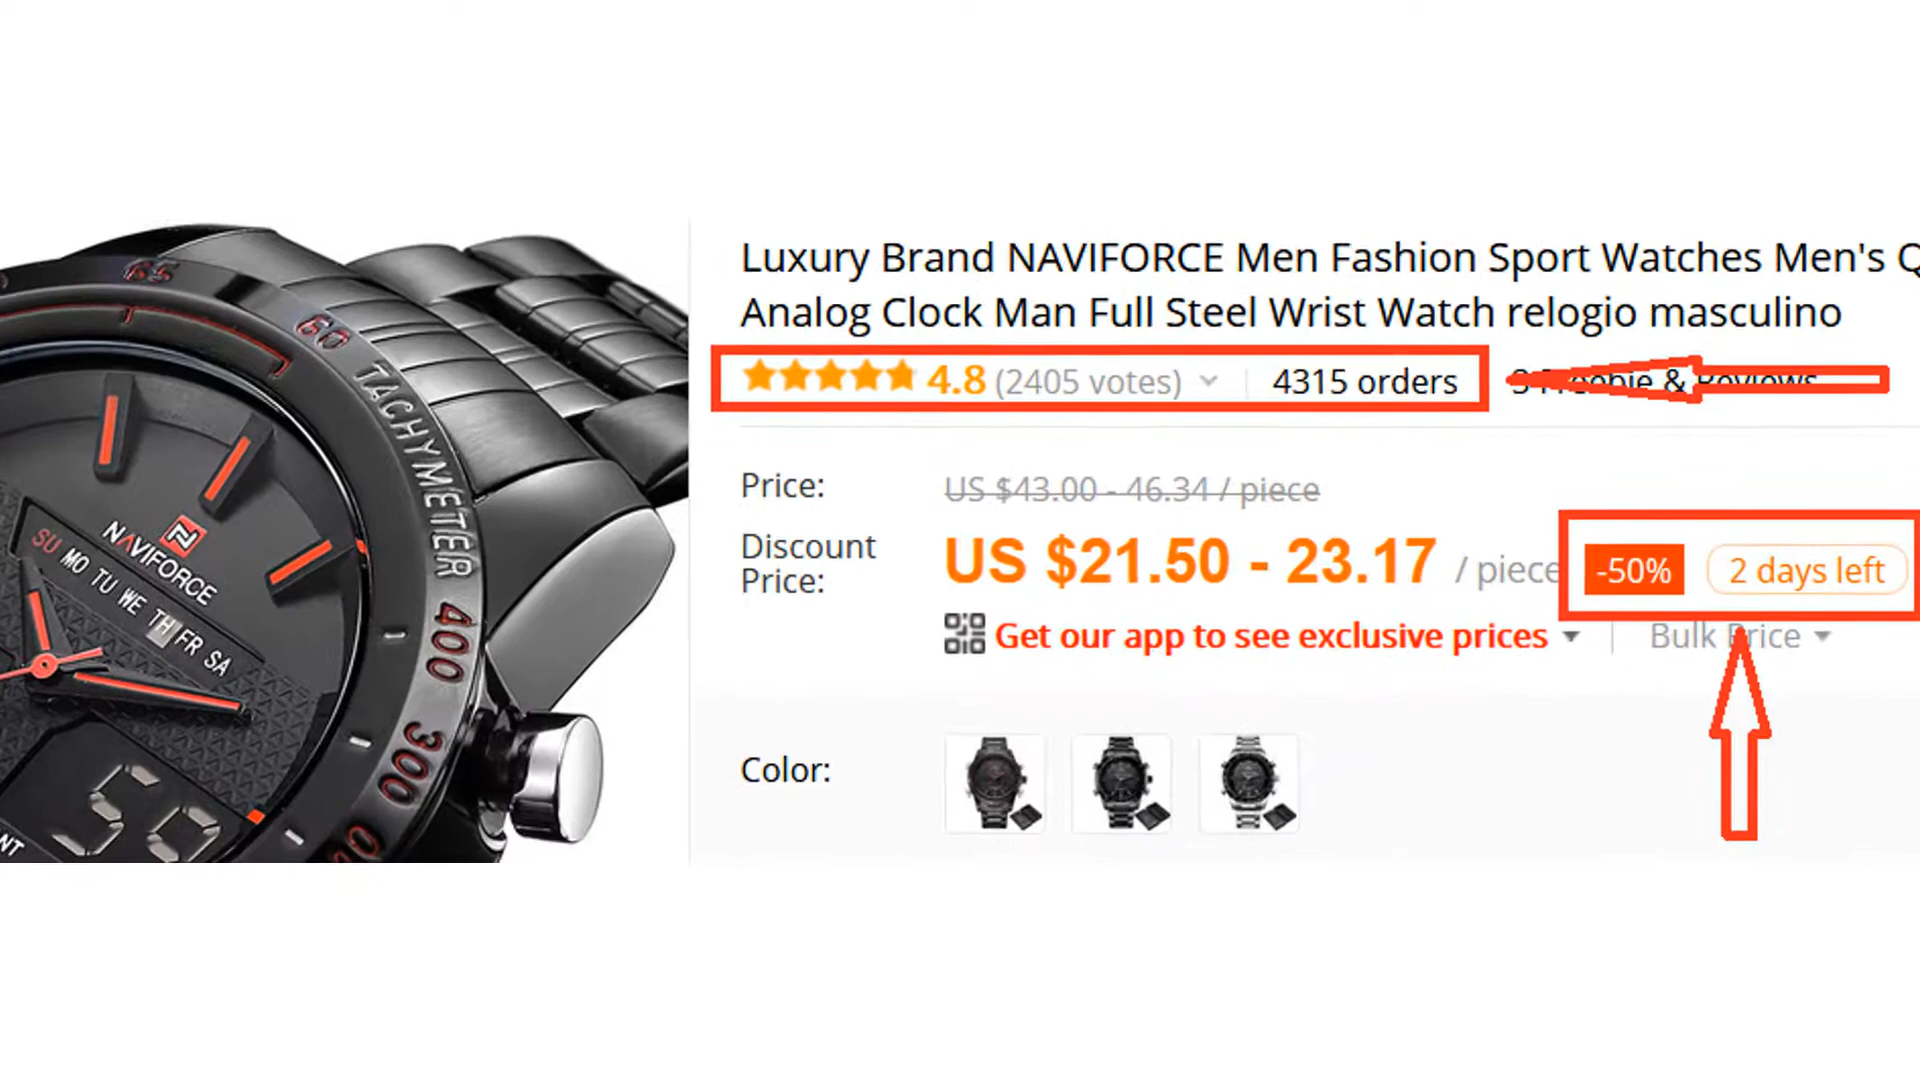 65
60
TACHYMETER
400
300
NAVIFORCE
SU MO TU WE TH FR SA
59
Luxury Brand NAVIFORCE Men Fashion Sport Watches Men's Q
Analog Clock Man Full Steel Wrist Watch relogio masculino
4.8 (2405 votes) 4315 orders
& Reviews
Price: US $43.00 - 46.34 / piece
Discount Price: US $21.50 - 23.17 / piece -50% 2 days left
Get our app to see exclusive prices Bulk Price
Color: